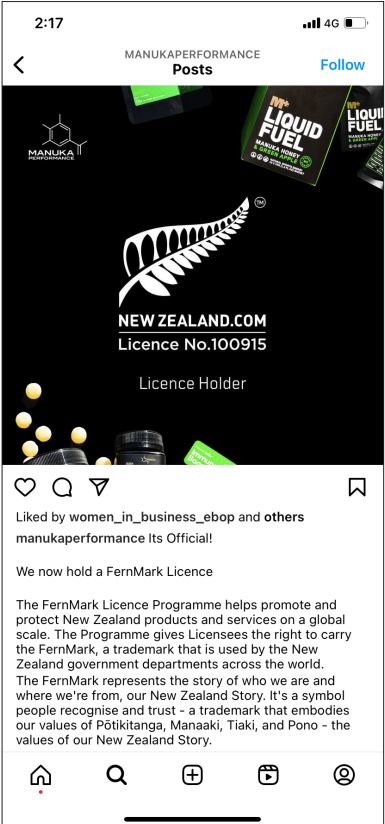 2:17
4G
MANUKAPERFORMANCE
Posts
Follow
MANUKA
PERFORMANCE
M+
LIQUID
FUEL
MANUKA HONEY
& GREEN APPLE
M+
LIQUI
FUEL
TM
NEW ZEALAND.COM
Licence No.100915
Licence Holder
Liked by women_in_business_ebop and others
manukaperformance Its Official!
We now hold a FernMark Licence
The FernMark Licence Programme helps promote and
protect New Zealand products and services on a global
scale. The Programme gives Licensees the right to carry
the FernMark, a trademark that is used by the New
Zealand government departments across the world.
The FernMark represents the story of who we are and
where we're from, our New Zealand Story. It's a symbol
people recognise and trust - a trademark that embodies
our values of Pōtikitanga, Manaaki, Tiaki, and Pono - the
values of our New Zealand Story.